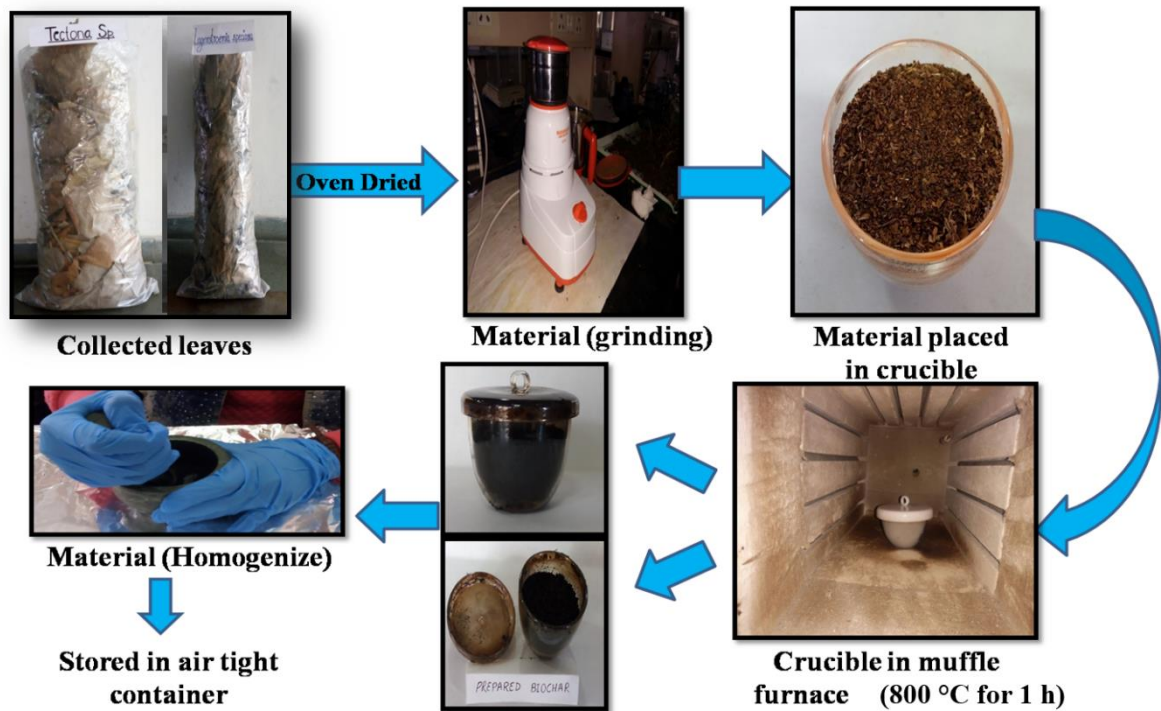 Tectona Sp.
Oven Dried
Collected leaves
Material (grinding)
Material placed
in crucible
Material (Homogenize)
PREPARED BIOCHAR
Stored in air tight
container
Crucible in muffle
furnace (800 °C for 1 h)